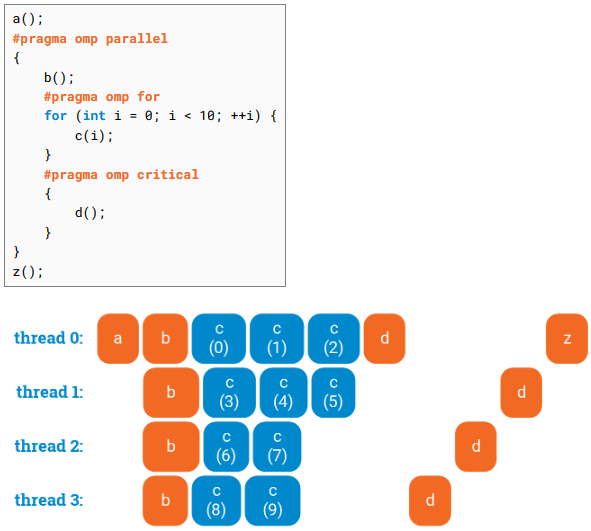 a();
#pragma omp parallel
{
    b();
    #pragma omp for
    for (int i = 0; i < 10; ++i) {
        c(i);
    }
    #pragma omp critical
    {
        d();
    }
}
z();
thread 0: a b c (0) c (1) c (2) d z
thread 1: b c (3) c (4) c (5) d
thread 2: b c (6) c (7) d
thread 3: b c (8) c (9) d